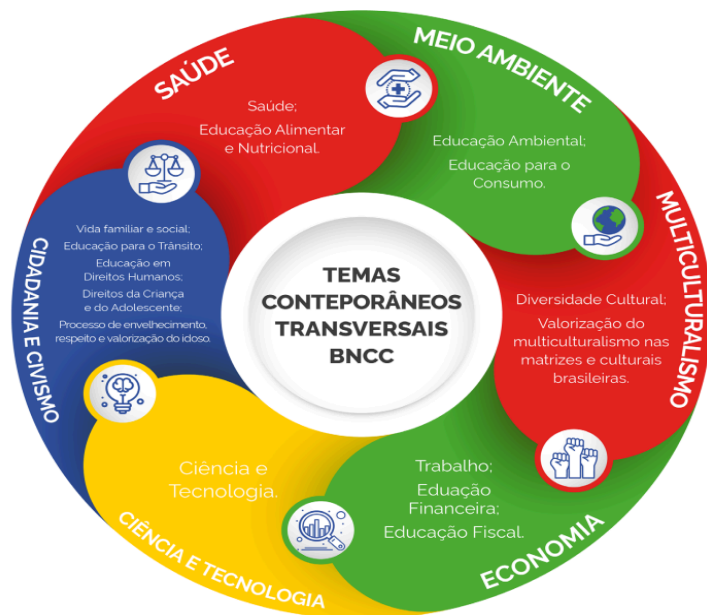 TEMAS
CONTEPORÂNEOS
TRANSVERSAIS
BNCC
SAÚDE
Saúde;
Educação Alimentar
e Nutricional.
MEIO AMBIENTE
Educação Ambiental;
Educação para o
Consumo.
MULTICULTURALISMO
Diversidade Cultural;
Valorização do
multiculturalismo nas
matrizes e culturais
brasileiras.
ECONOMIA
Trabalho;
Eduação
Financeira;
Educação Fiscal.
CIÊNCIA E TECNOLOGIA
Ciência e
Tecnologia.
CIDADANIA E CIVISMO
Vida familiar e social;
Educação para o Trânsito;
Educação em
Direitos Humanos;
Direitos da Criança
e do Adolescente;
Processo de envelhecimento,
respeito e valorização do idoso.